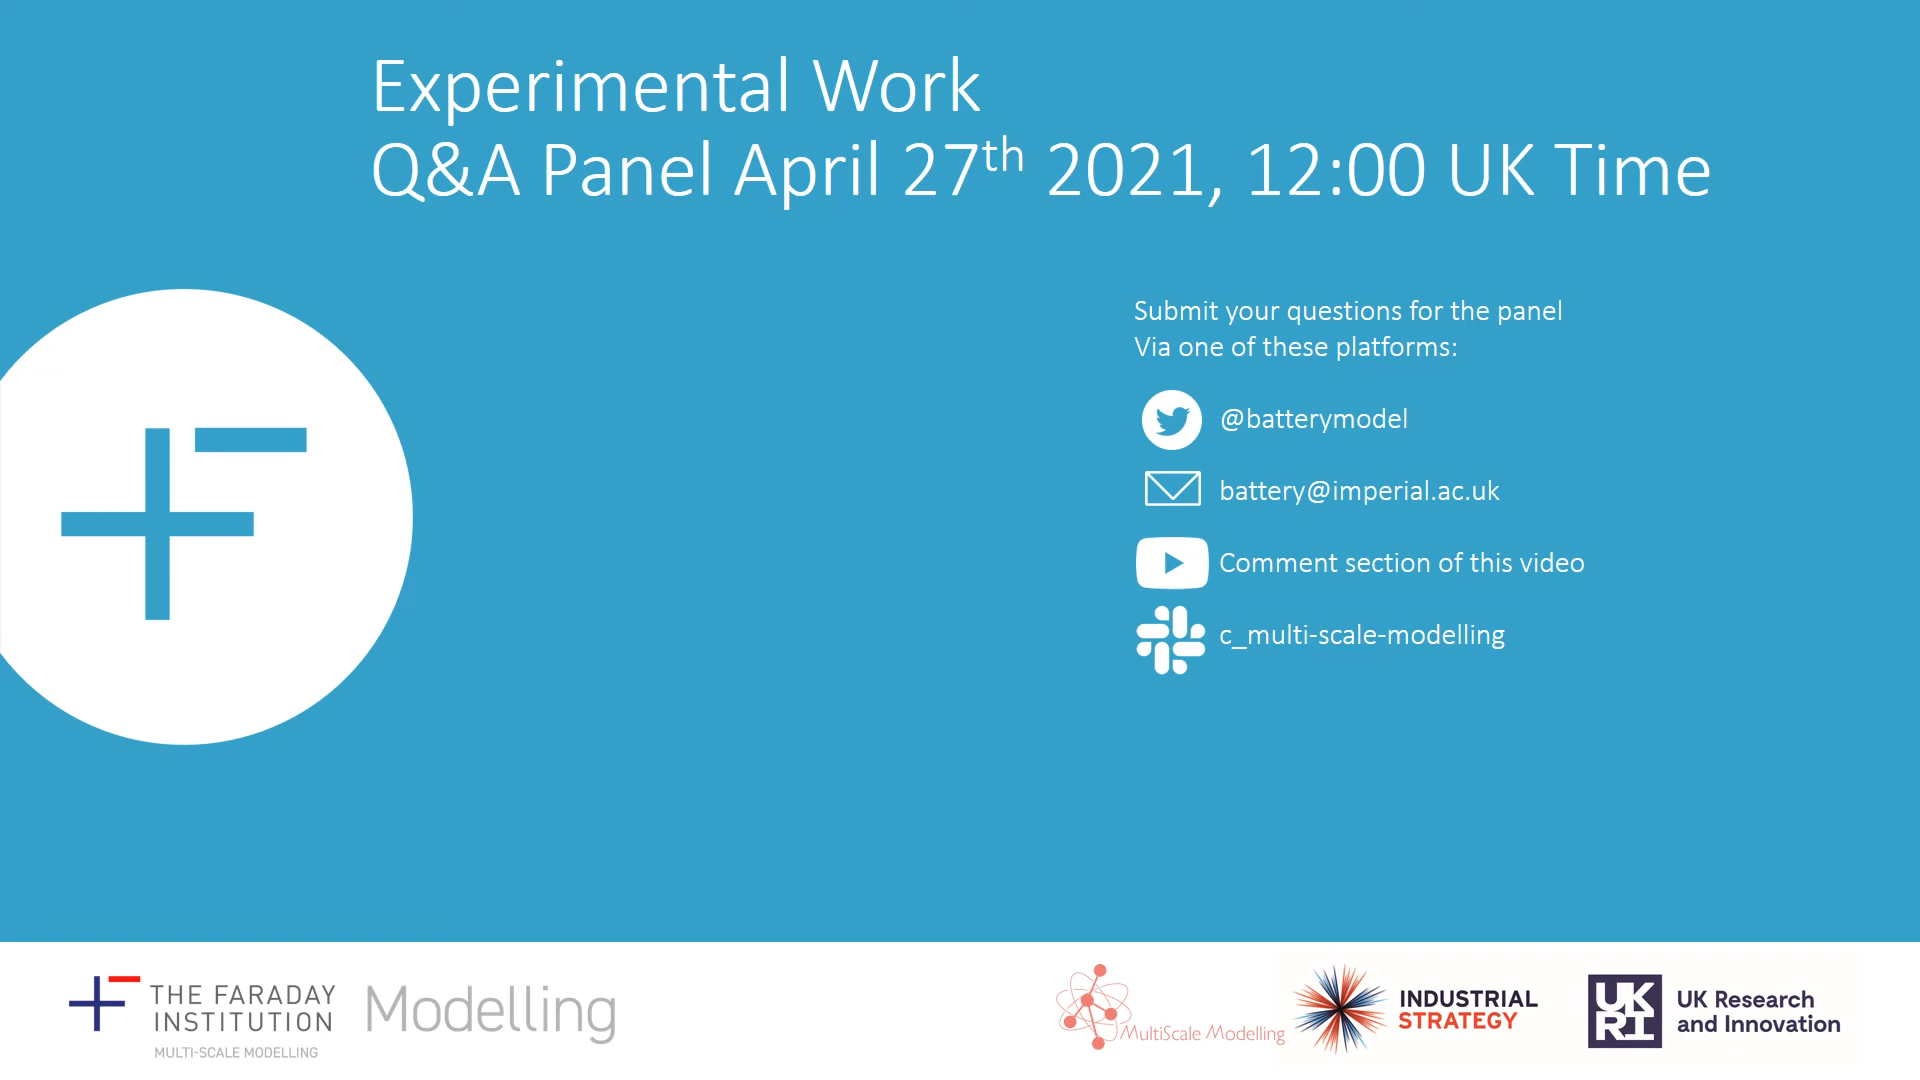 Experimental Work
Q&A Panel April 27th 2021, 12:00 UK Time
Submit your questions for the panel
Via one of these platforms:
@batterymodel
battery@imperial.ac.uk
Comment section of this video
c_multi-scale-modelling
THE FARADAY
INSTITUTION
MULTI-SCALE MODELLING
Modelling
MultiScale Modelling
INDUSTRIAL
STRATEGY
UK
RI
UK Research
and Innovation